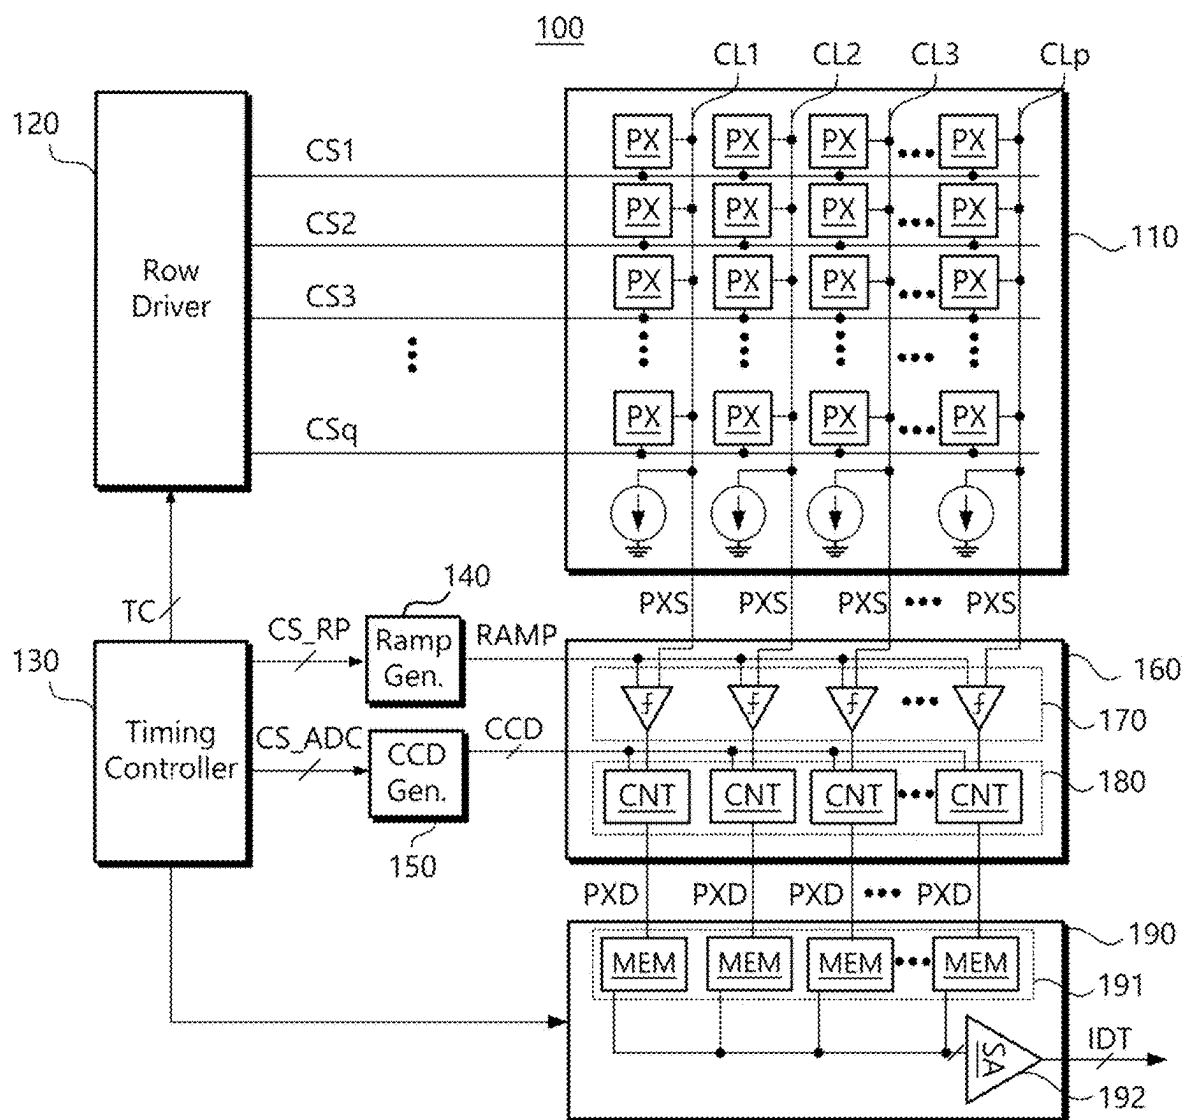 100
CL1 CL2 CL3 CLp
120
PX PX PX PX
CS1
PX PX PX PX
CS2
110
Row
Driver
PX PX PX PX
CS3
PX PX PX PX
CSq
TC
140
PXS PXS PXS PXS
CS_RP
Ramp
Gen.
RAMP
130
160
170
Timing
Controller
CS_ADC
CCD
Gen.
CCD
180
CNT CNT CNT CNT
150
PXD PXD PXD PXD
190
MEM MEM MEM MEM
191
SA
IDT
192